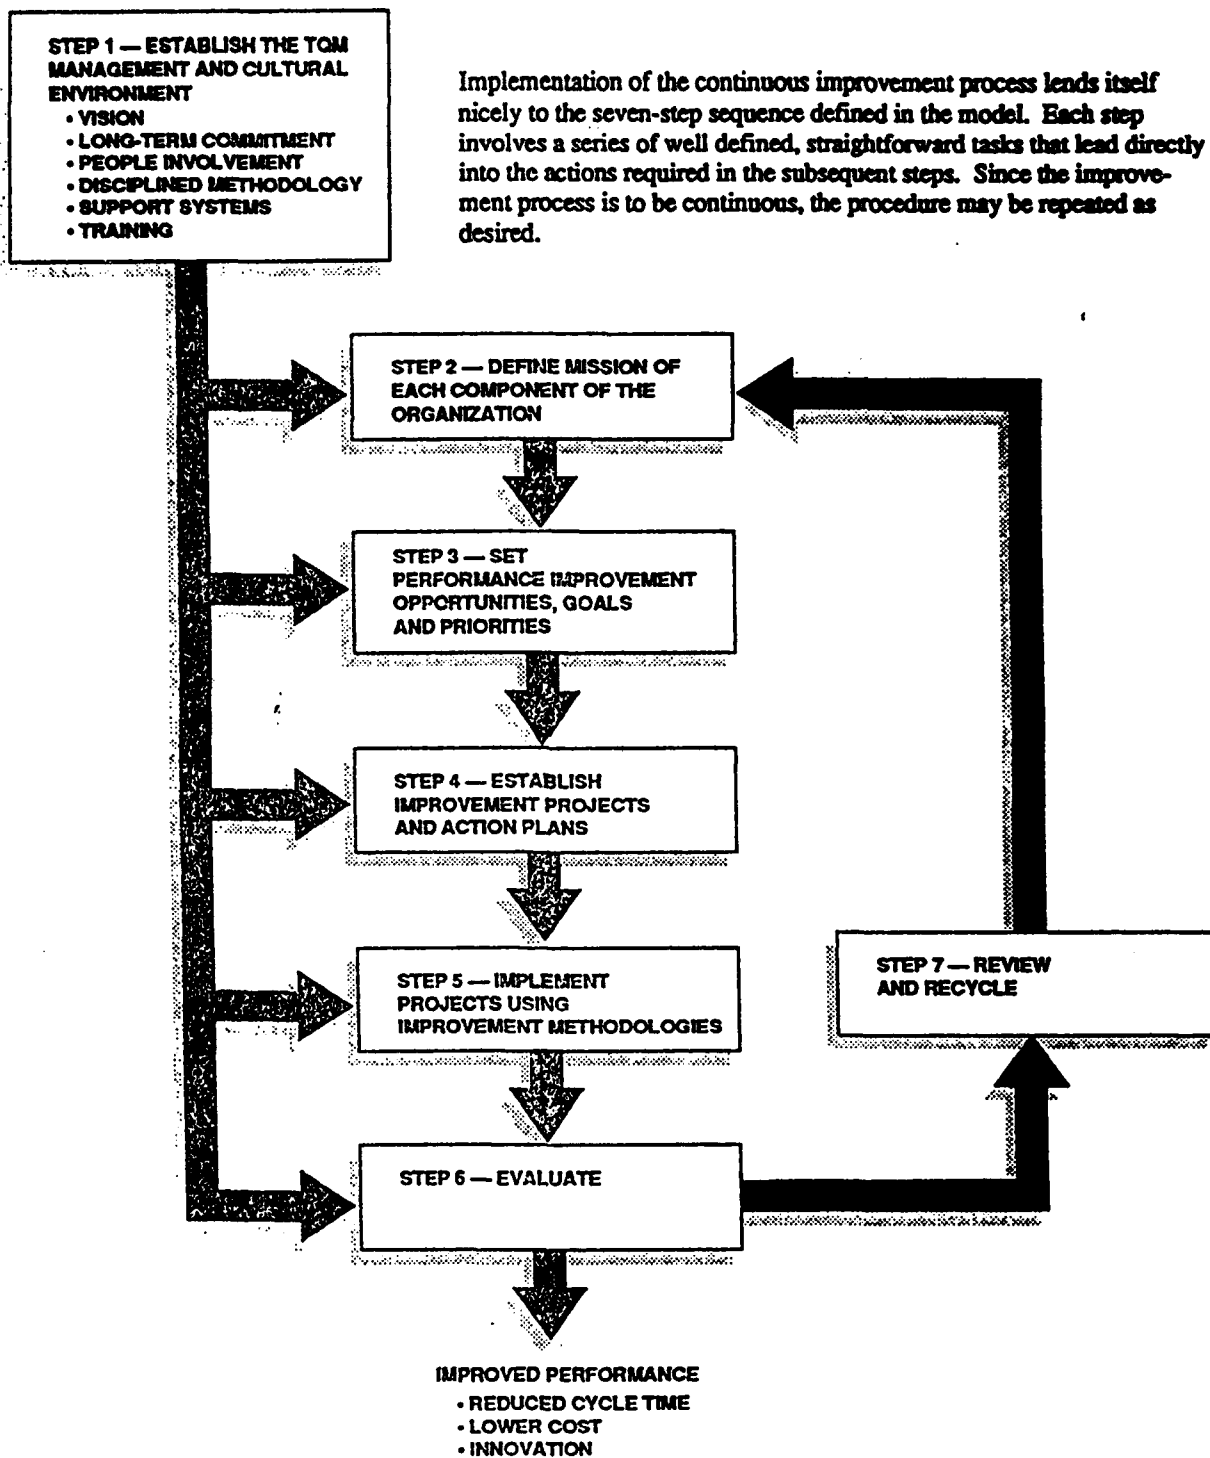 STEP 1 — ESTABLISH THE TQM
MANAGEMENT AND CULTURAL
ENVIRONMENT
• VISION
• LONG-TERM COMMITMENT
• PEOPLE INVOLVEMENT
• DISCIPLINED METHODOLOGY
• SUPPORT SYSTEMS
• TRAINING
Implementation of the continuous improvement process lends itself
nicely to the seven-step sequence defined in the model. Each step
involves a series of well defined, straightforward tasks that lead directly
into the actions required in the subsequent steps. Since the improve-
ment process is to be continuous, the procedure may be repeated as
desired.
STEP 2 — DEFINE MISSION OF
EACH COMPONENT OF THE
ORGANIZATION
STEP 3 — SET
PERFORMANCE IMPROVEMENT
OPPORTUNITIES, GOALS
AND PRIORITIES
STEP 4 — ESTABLISH
IMPROVEMENT PROJECTS
AND ACTION PLANS
STEP 5 — IMPLEMENT
PROJECTS USING
IMPROVEMENT METHODOLOGIES
STEP 6 — EVALUATE
STEP 7 — REVIEW
AND RECYCLE
IMPROVED PERFORMANCE
• REDUCED CYCLE TIME
• LOWER COST
• INNOVATION